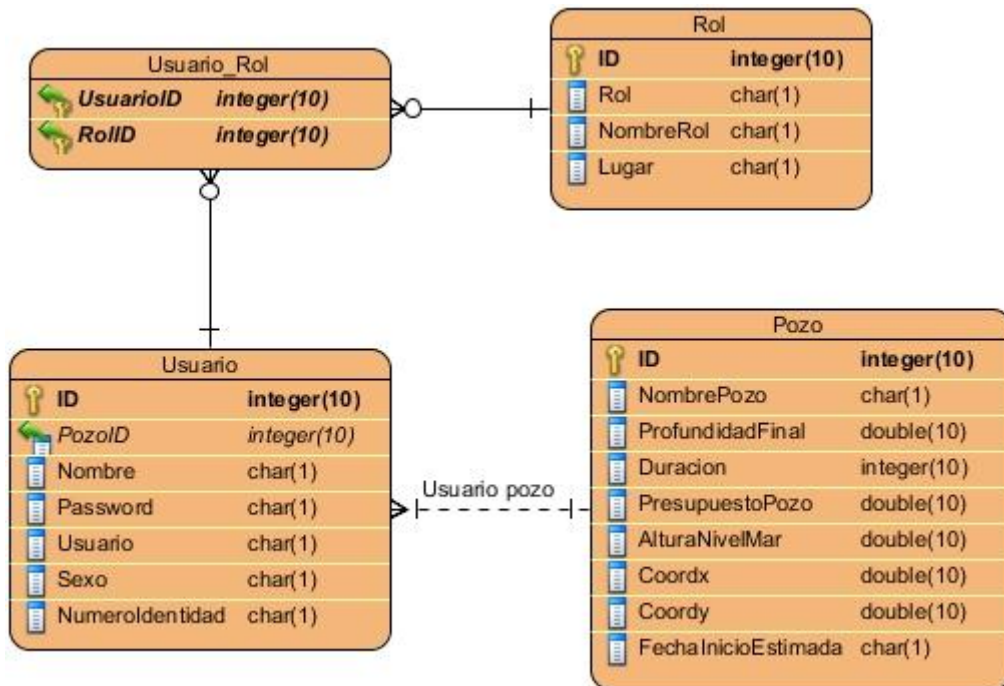 Usuario_Rol
UsuarioID integer(10)
RolID integer(10)
Rol
ID integer(10)
Rol char(1)
NombreRol char(1)
Lugar char(1)
Usuario
ID integer(10)
PozoID integer(10)
Nombre char(1)
Password char(1)
Usuario char(1)
Sexo char(1)
NumeroIdentidad char(1)
Usuario pozo
Pozo
ID integer(10)
NombrePozo char(1)
ProfundidadFinal double(10)
Duracion integer(10)
PresupuestoPozo double(10)
AlturaNivelMar double(10)
Coordx double(10)
Coordy double(10)
FechaInicioEstimada char(1)